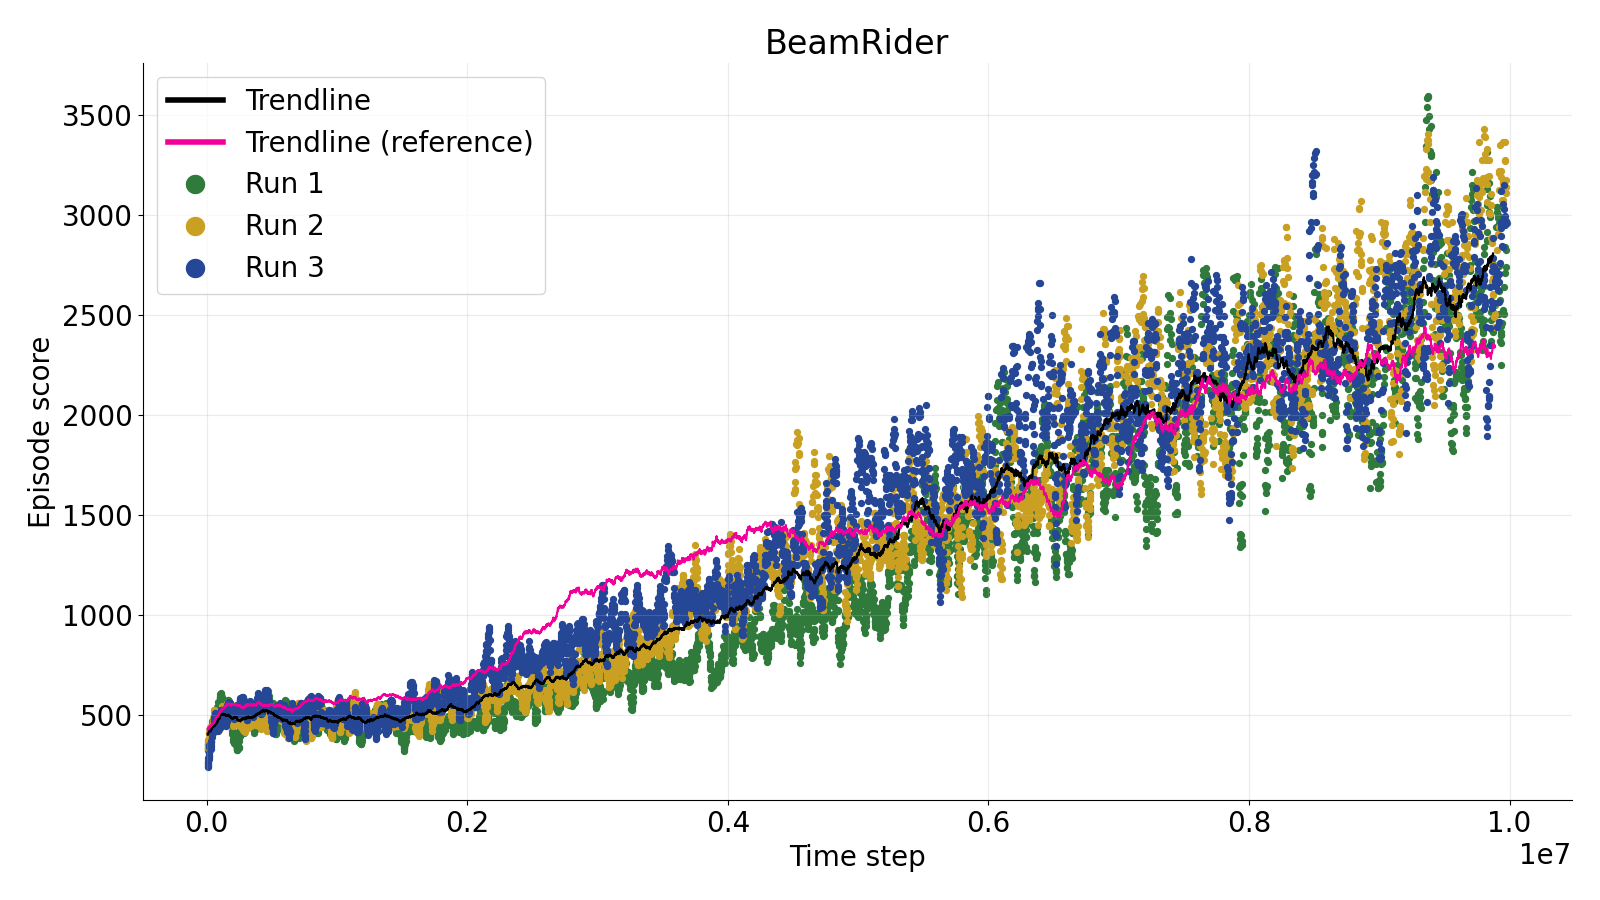 BeamRider
Trendline
Trendline (reference)
Run 1
Run 2
Run 3
Episode score
3500
3000
2500
2000
1500
1000
500
0.0 0.2 0.4 0.6 0.8 1.0
1e7
Time step